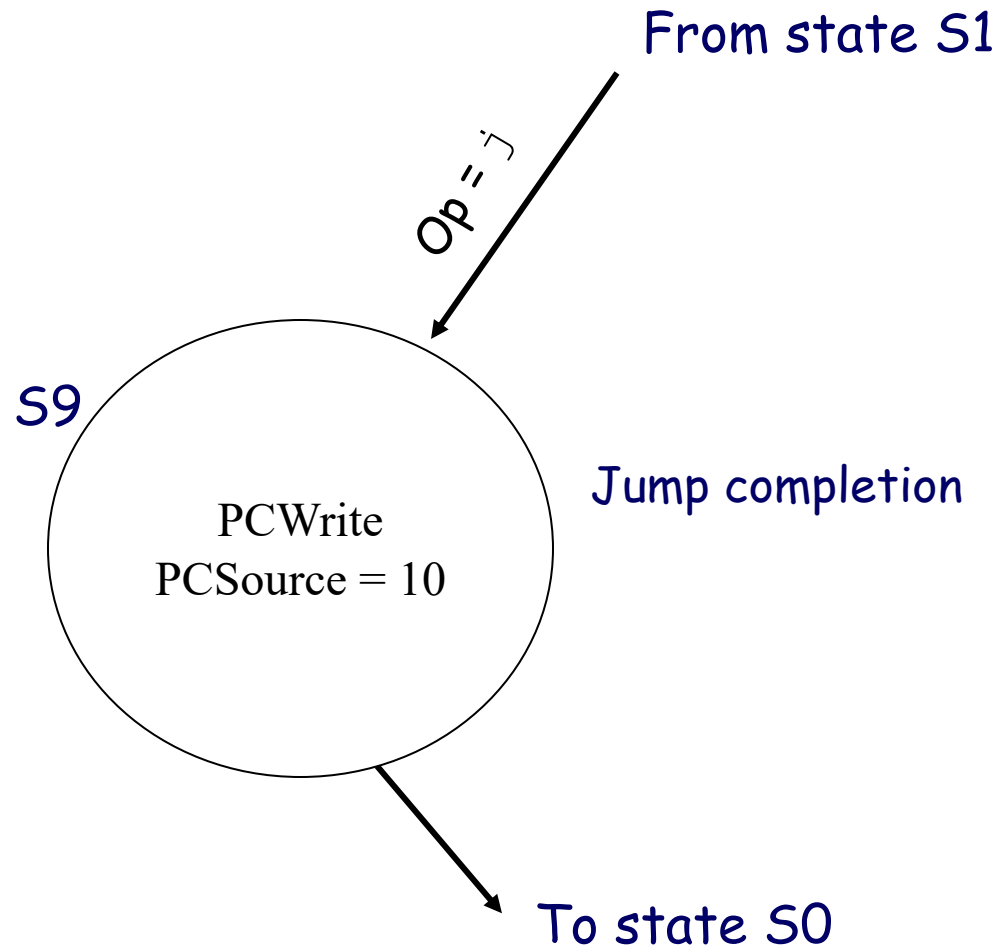 From state S1
Op = j
S9
Jump completion
PCWrite
PCSource = 10
To state S0